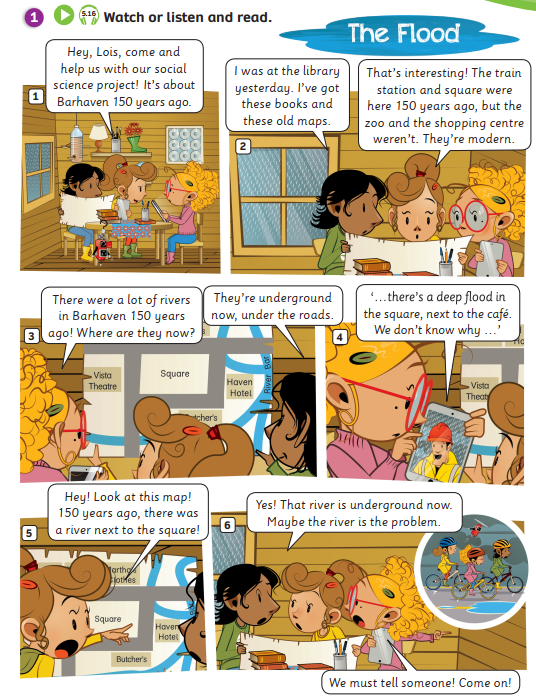 1 5.16 Watch or listen and read.
The Flood
1
Hey, Lois, come and
help us with our social
science project! It's about
Barhaven 150 years ago.
2
I was at the library
yesterday. I've got
these books and
these old maps.
That's interesting! The train
station and square were
here 150 years ago, but the
zoo and the shopping centre
weren't. They're modern.
3
There were a lot of rivers
in Barhaven 150 years
ago! Where are they now?
They're underground
now, under the roads.
Vista
Theatre
Square
Haven
Hotel
River Bar
tcher's
4
'…there's a deep flood in
the square, next to the café.
We don't know why …'
Vista
Theat
5
Hey! Look at this map!
150 years ago, there was
a river next to the square!
artha's
lothes
Square
Haven
Hotel
Butcher's
6
Yes! That river is underground now.
Maybe the river is the problem.
We must tell someone! Come on!